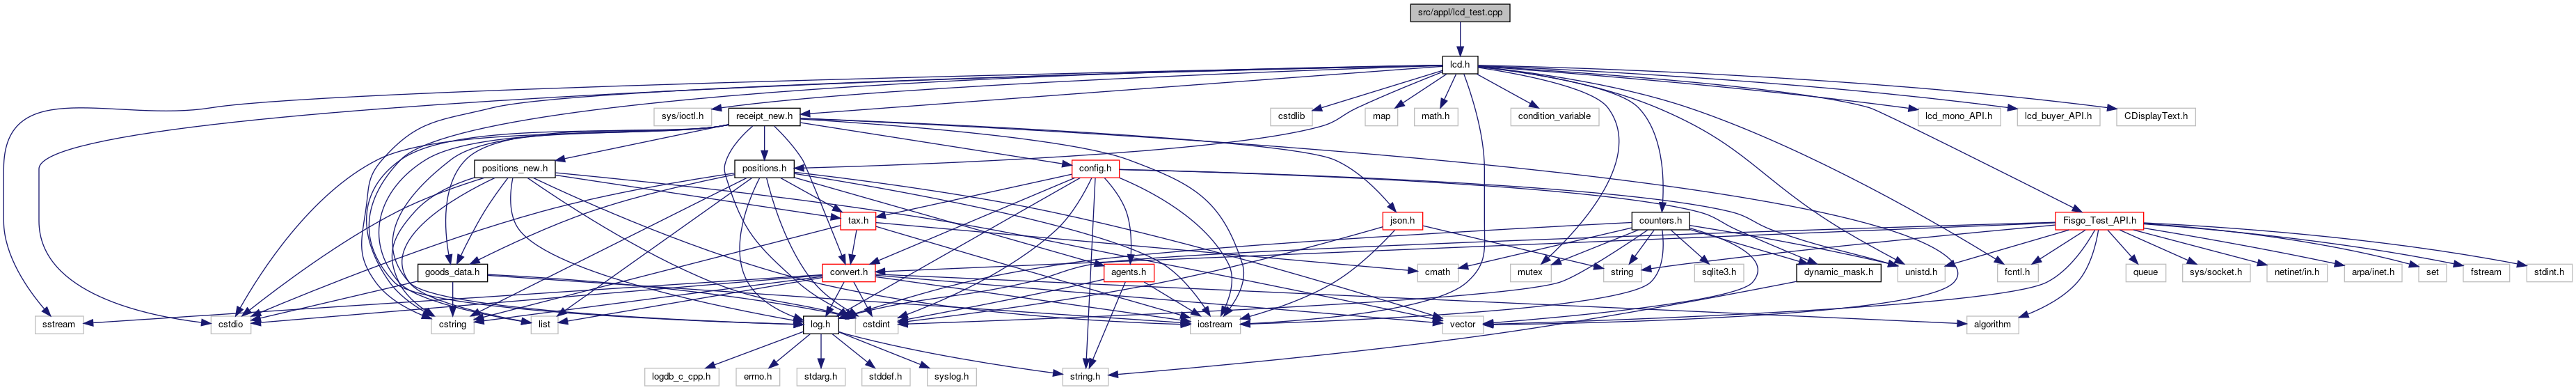 src/appl/lcd_test.cpp
lcd.h
sys/ioctl.h
receipt_new.h
cstdlib
map
math.h
condition_variable
lcd_mono_API.h
lcd_buyer_API.h
CDisplayText.h
positions_new.h
positions.h
config.h
tax.h
json.h
counters.h
Fisgo_Test_API.h
goods_data.h
convert.h
agents.h
cmath
mutex
string
sqlite3.h
dynamic_mask.h
unistd.h
fcntl.h
queue
sys/socket.h
netinet/in.h
arpa/inet.h
set
fstream
stdint.h
sstream
cstdio
cstring
list
log.h
cstdint
iostream
vector
algorithm
logdb_c_cpp.h
errno.h
stdarg.h
stddef.h
syslog.h
string.h